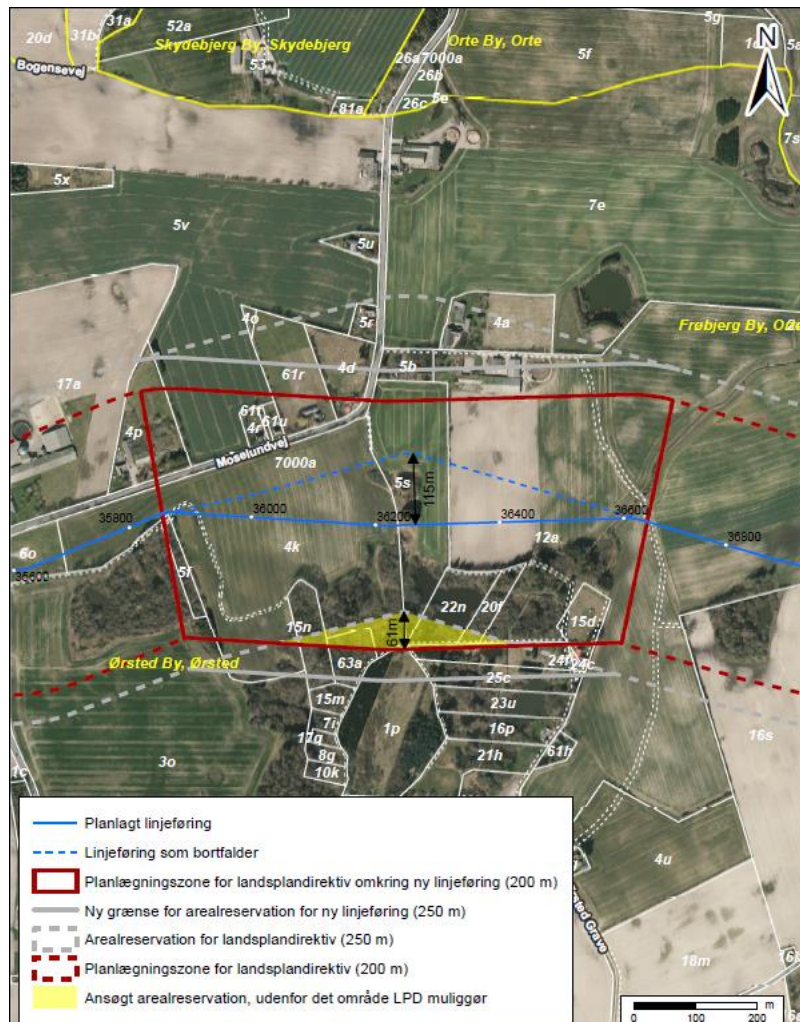 20d
31b
31a
52a
Skydebjerg By, Skydebjerg
53
Bogensevej
26a
7000a
26b
26c
5e
81a
Orte By, Orte
5f
5g
N
7s
5x
5v
5u
7e
4o
5r
4a
Frøbjerg By,
17a
61r
4d
5b
4p
61t
61u
4r
Moselundvej
7000a
5s
115m
35600
35800
36000
36200
36400
36600
36800
6o
4k
12a
5f
15n
22n
20f
15d
61m
Ørsted By, Ørsted
63a
24f
24c
25c
15m
23u
7i
1p
16p
17q
8g
21h
61h
10k
3o
16s
1c
4u
18m
Planlagt linjeføring
Linjeføring som bortfalder
Planlægningszone for landsplandirektiv omkring ny linjeføring (200 m)
Ny grænse for arealreservation for ny linjeføring (250 m)
Arealreservation for landsplandirektiv (250 m)
Planlægningszone for landsplandirektiv (200 m)
Ansøgt arealreservation, udenfor det område LPD muliggør
m
0 100 200